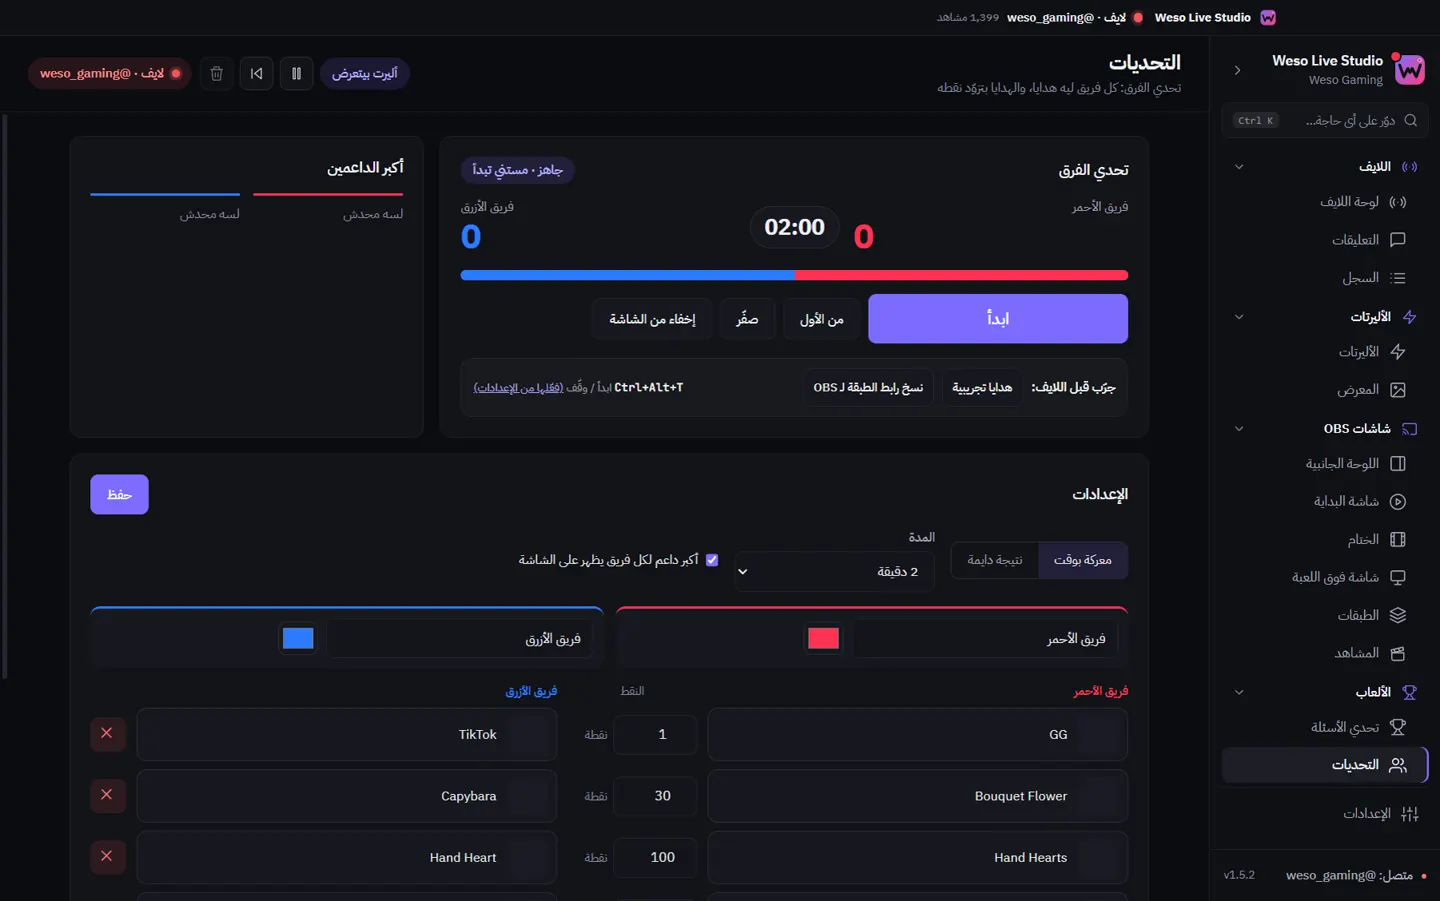 Weso Live Studio
لايف · @weso_gaming
1,399 مشاهد
Weso Live Studio
Weso Gaming
دوّر على أي حاجة...
Ctrl K
اللايف
لوحة اللايف
التعليقات
السجل
الأليرتات
الأليرتات
المعرض
شاشات OBS
اللوحة الجانبية
شاشة البداية
الختام
شاشة فوق اللعبة
الطبقات
المشاهد
الألعاب
تحدي الأسئلة
التحديات
الإعدادات
متصل: @weso_gaming
v1.5.2
التحديات
تحدي الفرق: كل فريق ليه هدايا، والهدايا بتزوّد نقطه
أليرت بيتعرض
لايف · @weso_gaming
تحدي الفرق
جاهز · مستني تبدأ
فريق الأحمر
فريق الأزرق
0
02:00
0
ابدأ
من الأول
صفّر
إخفاء من الشاشة
جرّب قبل اللايف:
هدايا تجريبية
نسخ رابط الطبقة لـ OBS
Ctrl+Alt+T ابدأ / وقّف (فعّلها من الإعدادات)
أكبر الداعمين
لسه محدش
لسه محدش
الإعدادات
حفظ
معركة بوقت
نتيجة دايمة
المدة
2 دقيقة
أكبر داعم لكل فريق يظهر على الشاشة
فريق الأحمر
فريق الأزرق
فريق الأحمر
النقط
فريق الأزرق
GG
1
نقطة
TikTok
Bouquet Flower
30
نقطة
Capybara
Hand Hearts
100
نقطة
Hand Heart